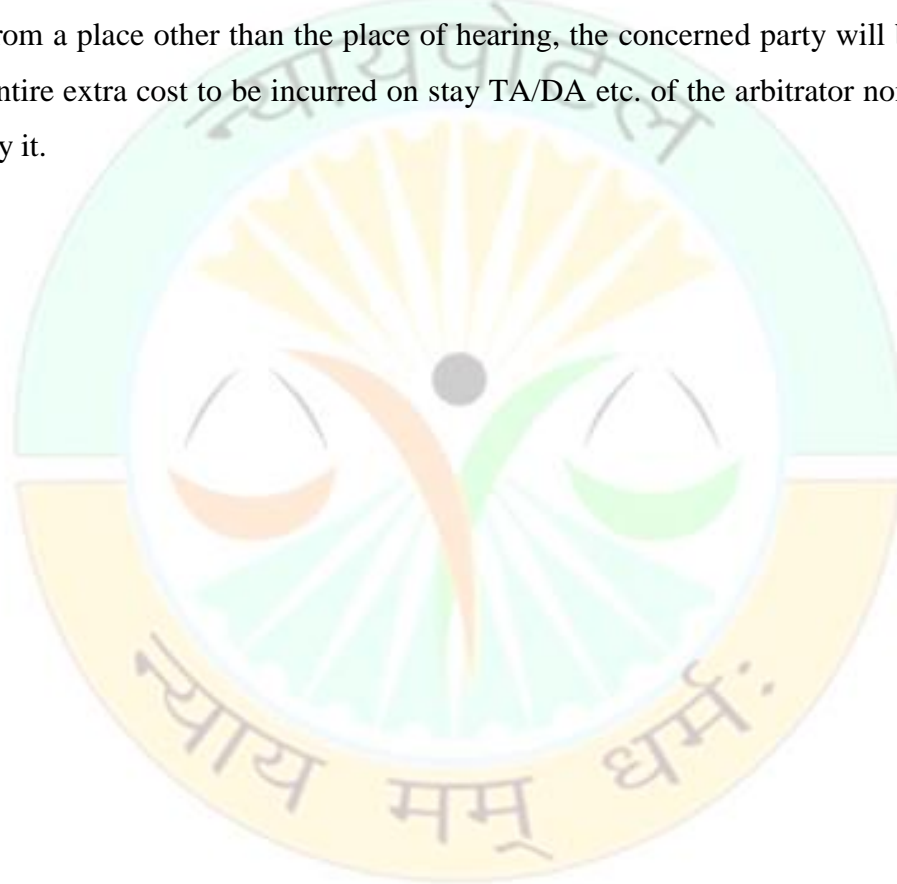 न्यायपोर्टल
rom a place other than the place of hearing, the concerned party will b
ntire extra cost to be incurred on stay TA/DA etc. of the arbitrator no
y it.
न्याय मम् धर्मः